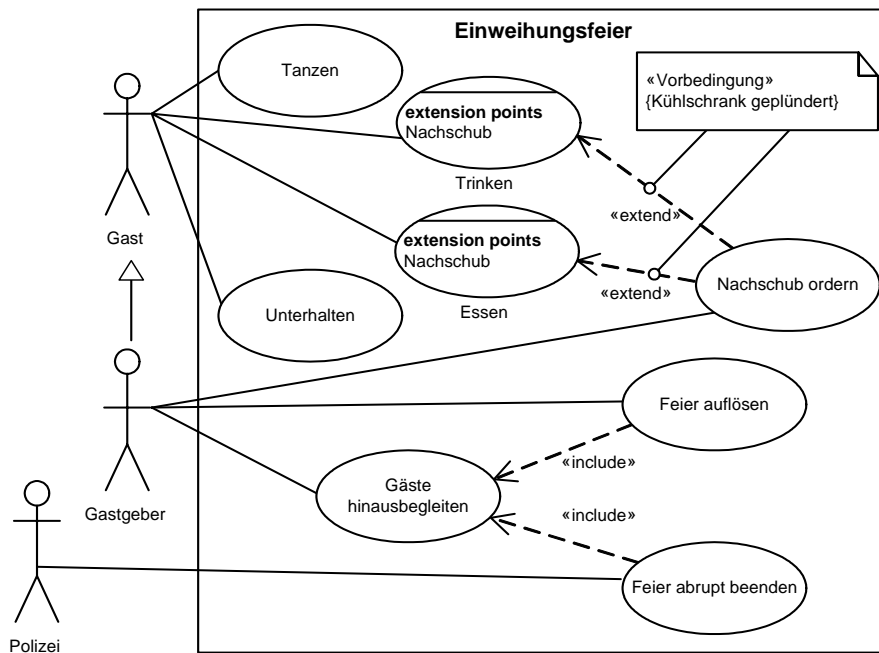 Einweihungsfeier
Tanzen
«Vorbedingung»
{Kühlschrank geplündert}
extension points
Nachschub
Trinken
«extend»
Gast
extension points
Nachschub
Essen
«extend»
Nachschub ordern
Unterhalten
Feier auflösen
«include»
Gäste
hinausbegleiten
Gastgeber
«include»
Feier abrupt beenden
Polizei